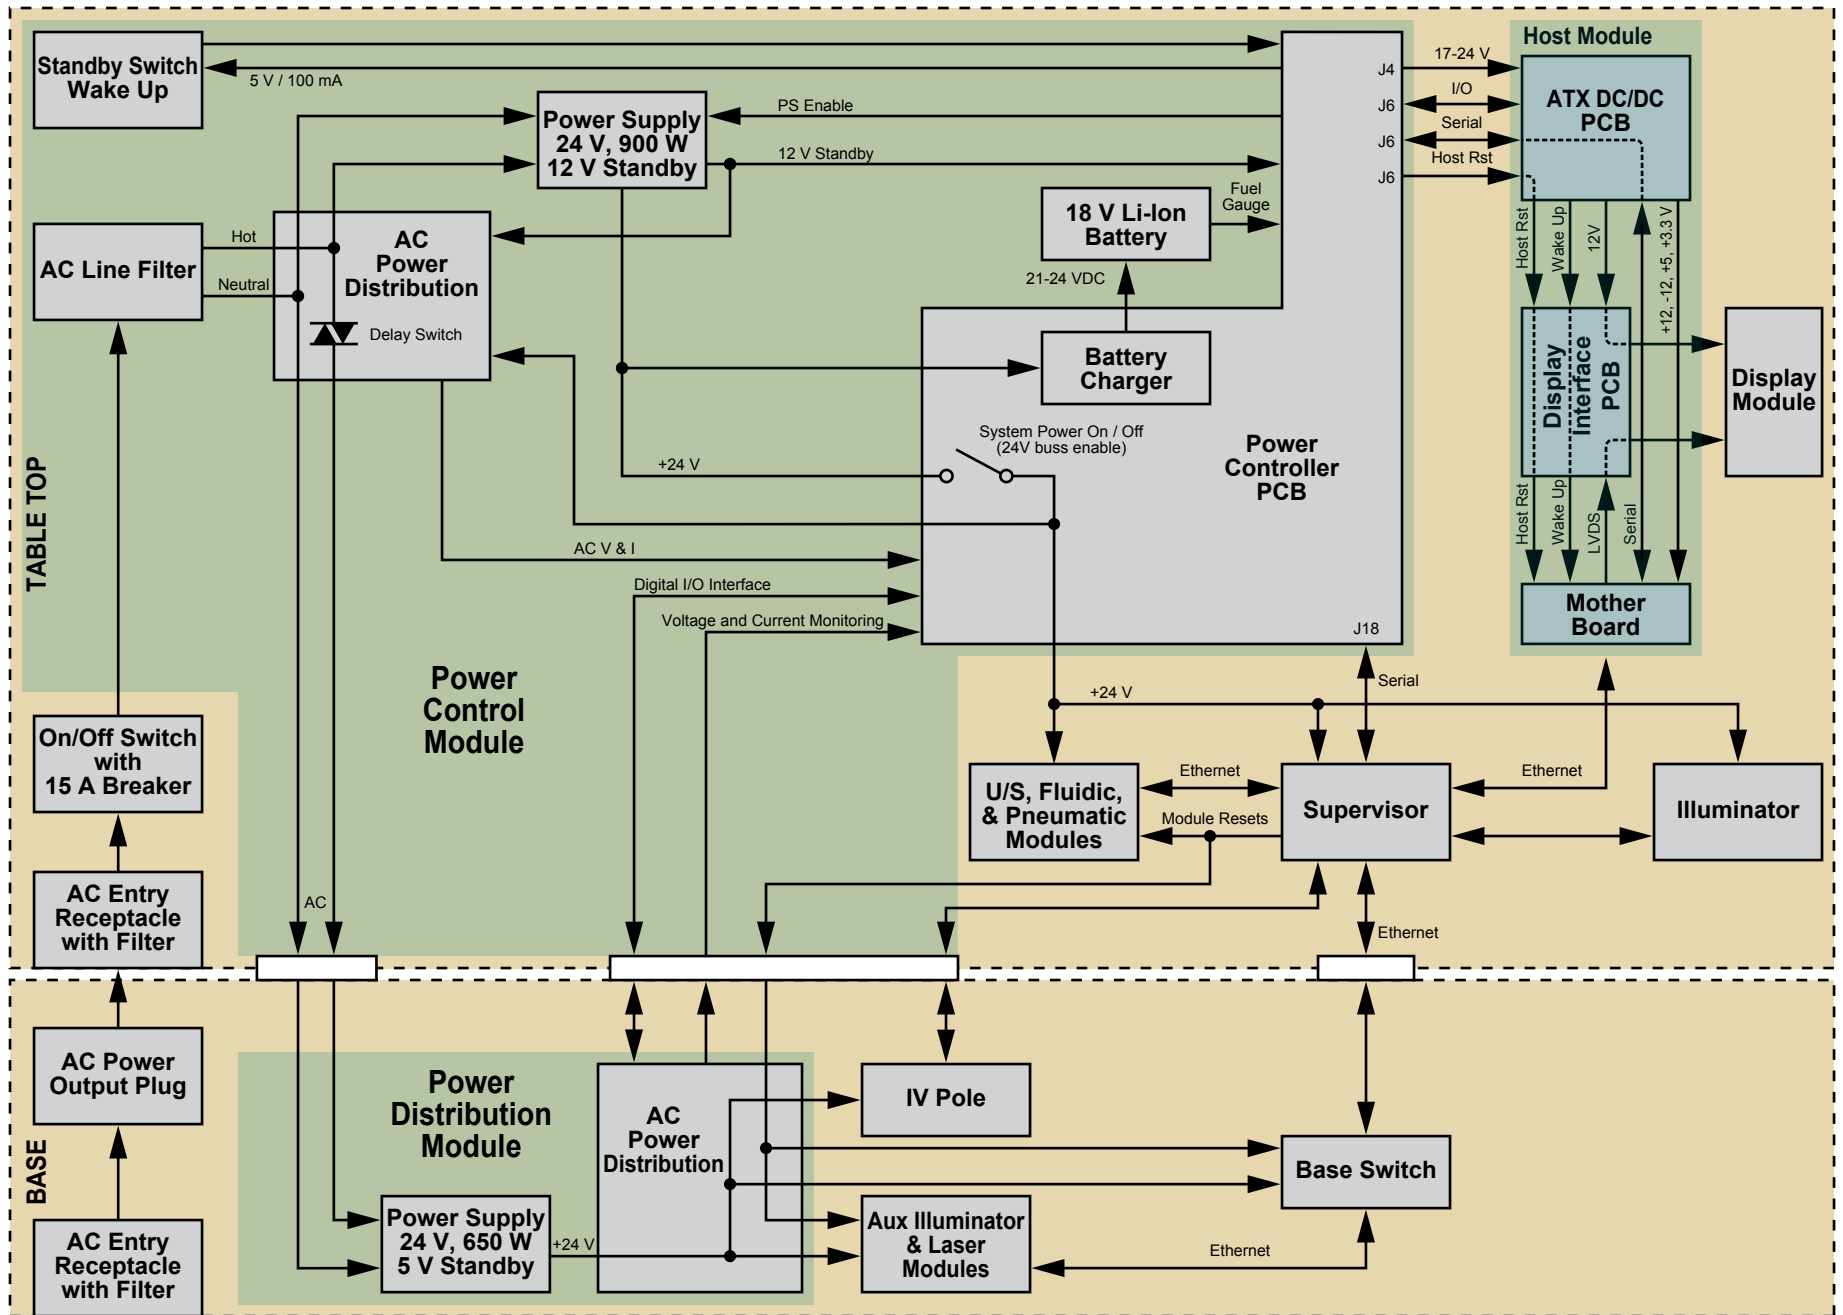 Standby Switch
Wake Up
5 V / 100 mA
Power Supply
24 V, 900 W
12 V Standby
PS Enable
12 V Standby
J4
J6
J6
J6
17-24 V
I/O
Serial
Host Rst
Host Module
ATX DC/DC
PCB
AC Line Filter
Hot
Neutral
AC
Power
Distribution
Delay Switch
18 V Li-Ion
Battery
Fuel
Gauge
21-24 VDC
Battery
Charger
Host Rst
Wake Up
12V
+12, -12, +5, +3.3 V
Display
Interface
PCB
Display
Module
System Power On / Off
(24V buss enable)
+24 V
Power
Controller
PCB
Host Rst
Wake Up
LVDS
Serial
TABLE TOP
AC V & I
Digital I/O Interface
Voltage and Current Monitoring
J18
Mother
Board
Power
Control
Module
Serial
+24 V
On/Off Switch
with
15 A Breaker
U/S, Fluidic,
& Pneumatic
Modules
Ethernet
Module Resets
Supervisor
Ethernet
Illuminator
AC Entry
Receptacle
with Filter
AC
Ethernet
AC Power
Output Plug
BASE
Power
Distribution
Module
AC
Power
Distribution
IV Pole
Base Switch
AC Entry
Receptacle
with Filter
Power Supply
24 V, 650 W
5 V Standby
+24 V
Aux Illuminator
& Laser
Modules
Ethernet